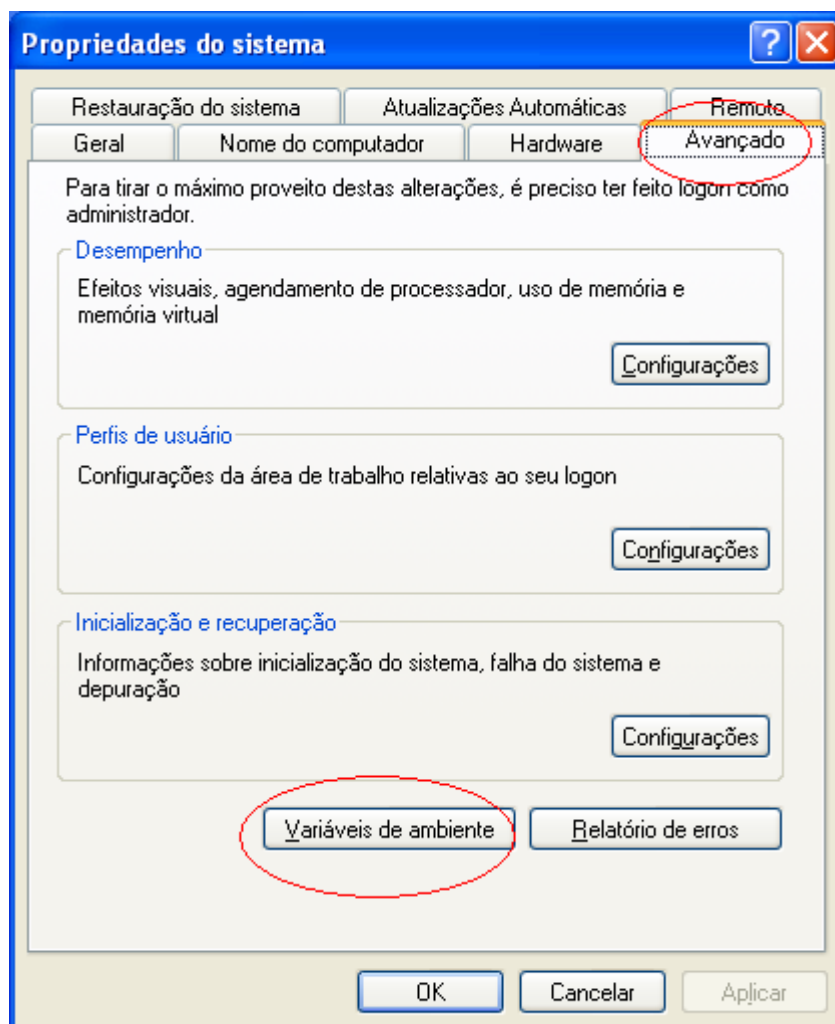 Propriedades do sistema
Restauração do sistema
Atualizações Automáticas
Remoto
Geral
Nome do computador
Hardware
Avançado
Para tirar o máximo proveito destas alterações, é preciso ter feito logon como
administrador.
Desempenho
Efeitos visuais, agendamento de processador, uso de memória e
memória virtual
Configurações
Perfis de usuário
Configurações da área de trabalho relativas ao seu logon
Configurações
Inicialização e recuperação
Informações sobre inicialização do sistema, falha do sistema e
depuração
Configurações
Variáveis de ambiente
Relatório de erros
OK
Cancelar
Aplicar